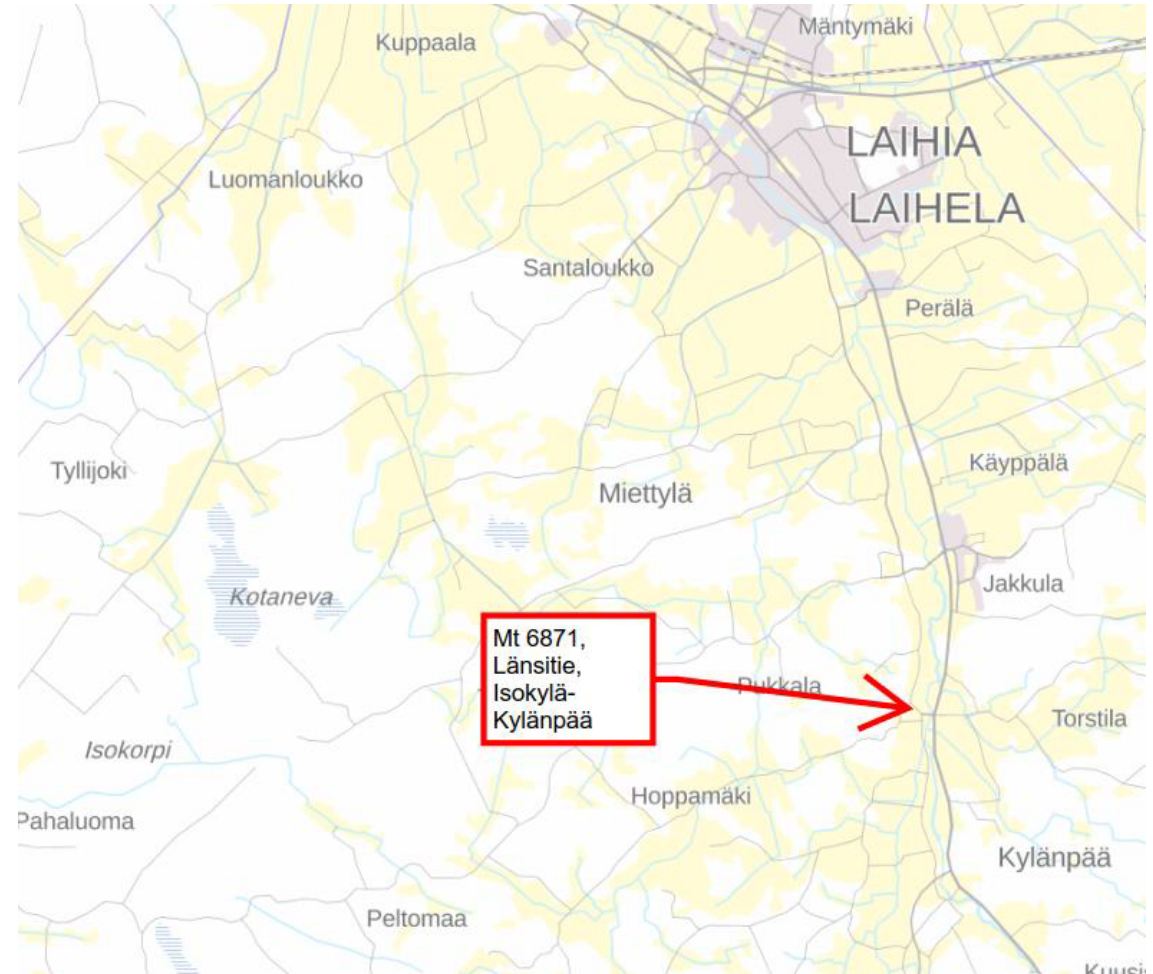 Mäntymäki
Kuppaala
LAIHIA
LAIHELA
Luomanloukko
Santaloukko
Perälä
Käyppälä
Tyllijoki
Miettylä
Jakkula
Kotaneva
Mt 6871,
Länsitie,
Isokylä-
Kylänpää
Pukkala
Torstila
Isokorpi
Hoppamäki
Pahaluoma
Kylänpää
Peltomaa